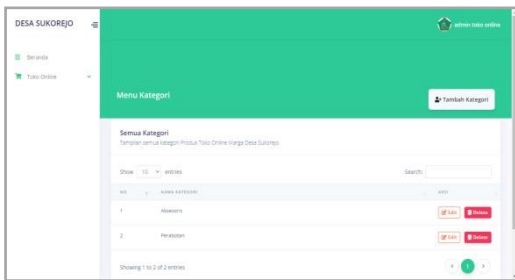 DESA SUKOREJO
admin toko online
Beranda
Toko Online
Menu Kategori
Tambah Kategori
Semua Kategori
Tampilan semua kategori Produk Toko Online Warga Desa Sukorejo
Show 10 entries
Search:
NO NAMA KATEGORI AKSI
1 Aksesoris Edit Delete
2 Perabotan Edit Delete
Showing 1 to 2 of 2 entries
1